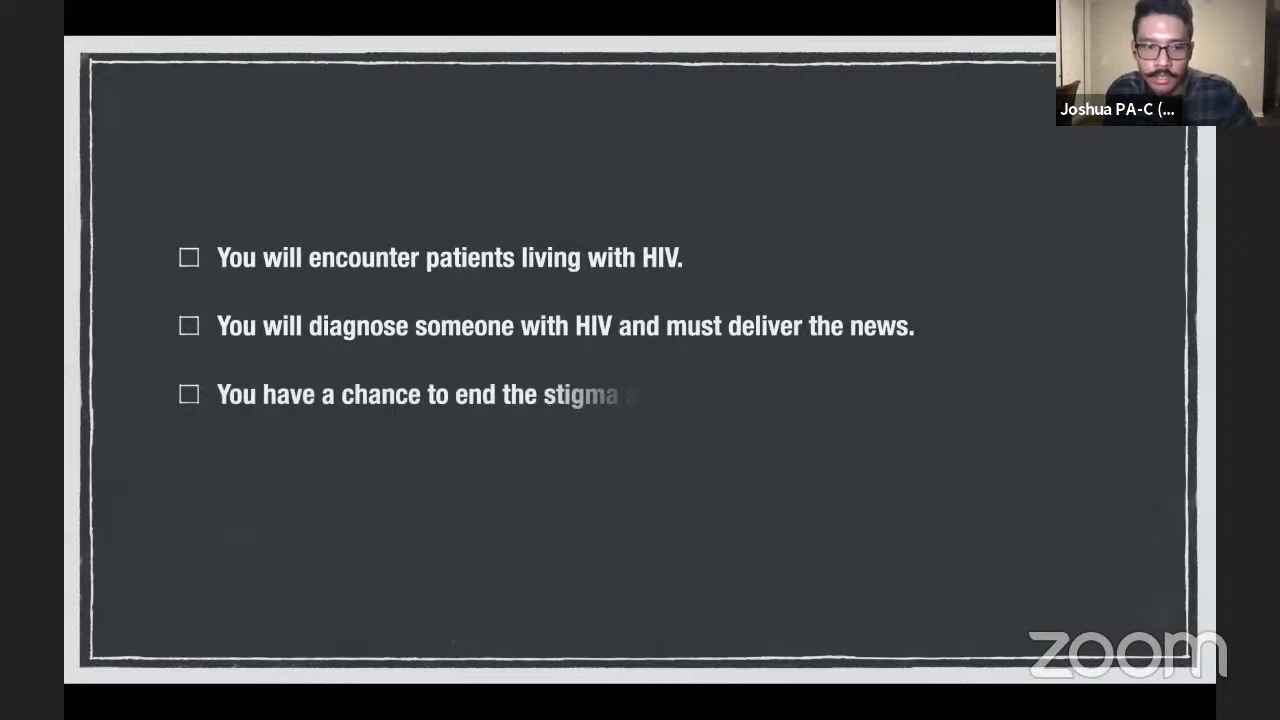 Joshua PA-C (...
You will encounter patients living with HIV.
You will diagnose someone with HIV and must deliver the news.
You have a chance to end the stigma
zoom